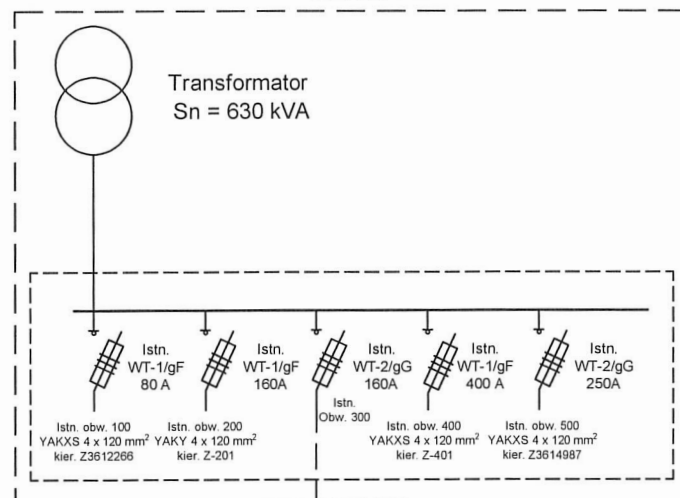 Transformator
Sn = 630 kVA
Istn.
WT-1/gF
80 A
Istn.
WT-1/gF
160A
Istn.
WT-2/gG
160A
Istn.
WT-1/gF
400 A
Istn.
WT-2/gG
250A
Istn. obw. 100
YAKXS 4 x 120 mm²
kier. Z3612266
Istn. obw. 200
YAKY 4 x 120 mm²
kier. Z-201
Istn.
Obw. 300
Istn. obw. 400
YAKXS 4 x 120 mm²
kier. Z-401
Istn. obw. 500
YAKXS 4 x 120 mm²
kier. Z3614987